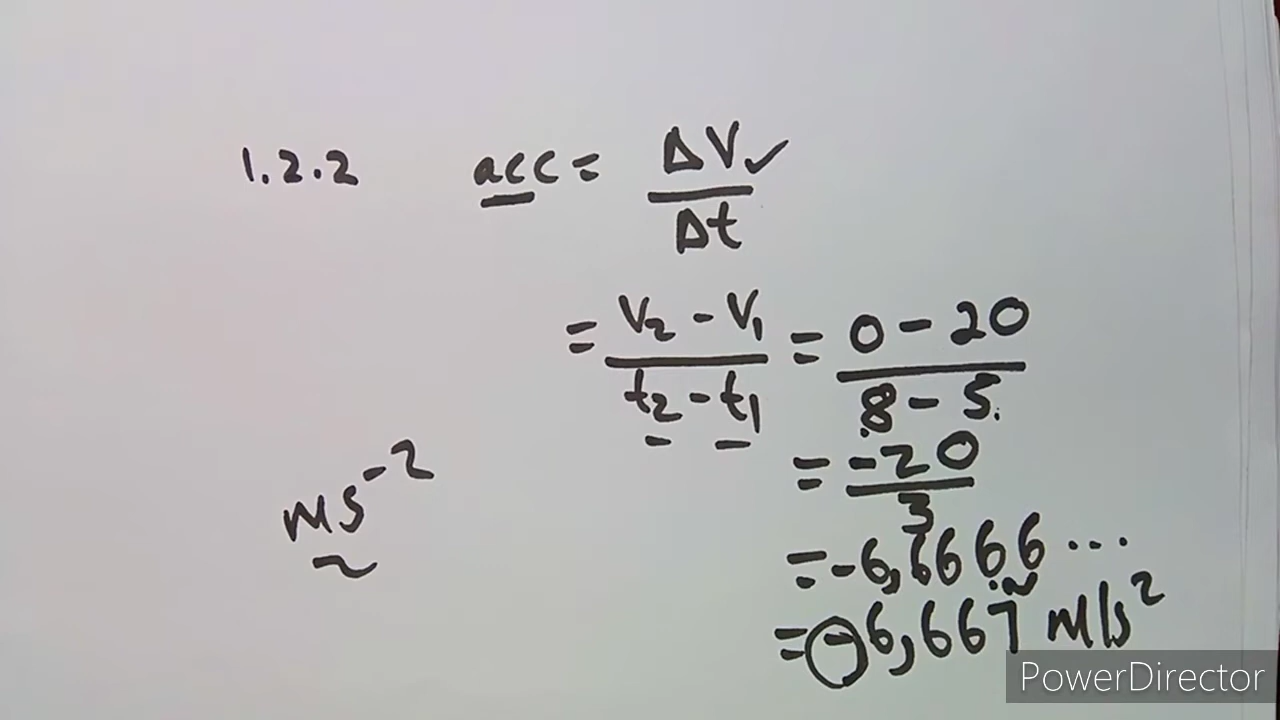 1.2.2 acc = ΔV ✓
Δt
= V₂ - V₁ = 0 - 20
t₂ - t₁ 8 - 5
= -20
3
= -6,6666...
ms⁻²
= -6,667 m/s²
PowerDirector